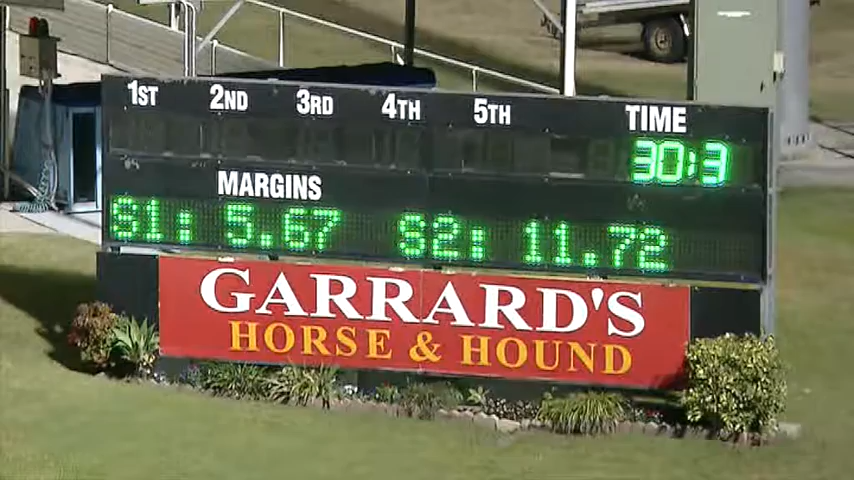 1ST 2ND 3RD 4TH 5TH TIME
30:3
MARGINS
S1: 5.67 S2: 11.72
GARRARD'S
HORSE & HOUND